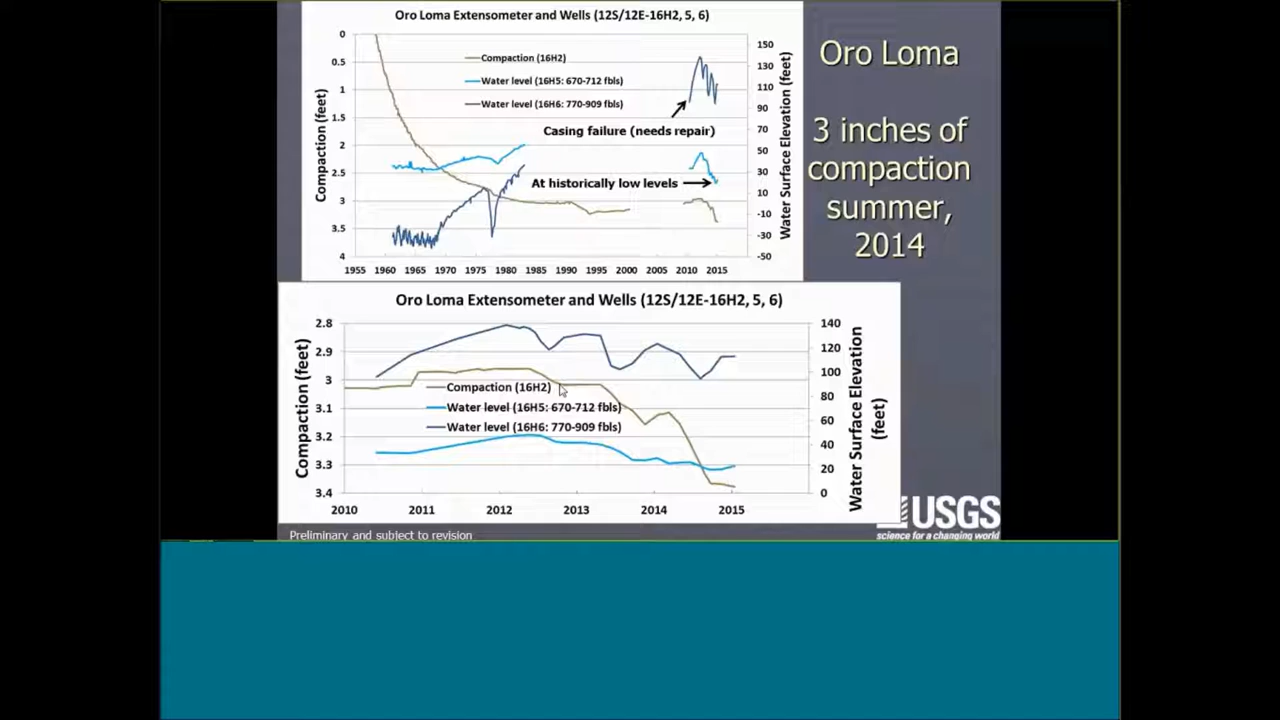 Oro Loma Extensometer and Wells (12S/12E-16H2, 5, 6)
Compaction (feet)
0
0.5
1
1.5
2
2.5
3
3.5
4
Compaction (16H2)
Water level (16H5: 670-712 fbls)
Water level (16H6: 770-909 fbls)
Casing failure (needs repair)
At historically low levels
150
130
110
90
70
50
30
10
-10
-30
-50
Water Surface Elevation (feet)
1955 1960 1965 1970 1975 1980 1985 1990 1995 2000 2005 2010 2015
Oro Loma
3 inches of
compaction
summer,
2014
Oro Loma Extensometer and Wells (12S/12E-16H2, 5, 6)
Compaction (feet)
2.8
2.9
3
3.1
3.2
3.3
3.4
Compaction (16H2)
Water level (16H5: 670-712 fbls)
Water level (16H6: 770-909 fbls)
140
120
100
80
60
40
20
0
Water Surface Elevation
(feet)
2010 2011 2012 2013 2014 2015
Preliminary and subject to revision
USGS
science for a changing world